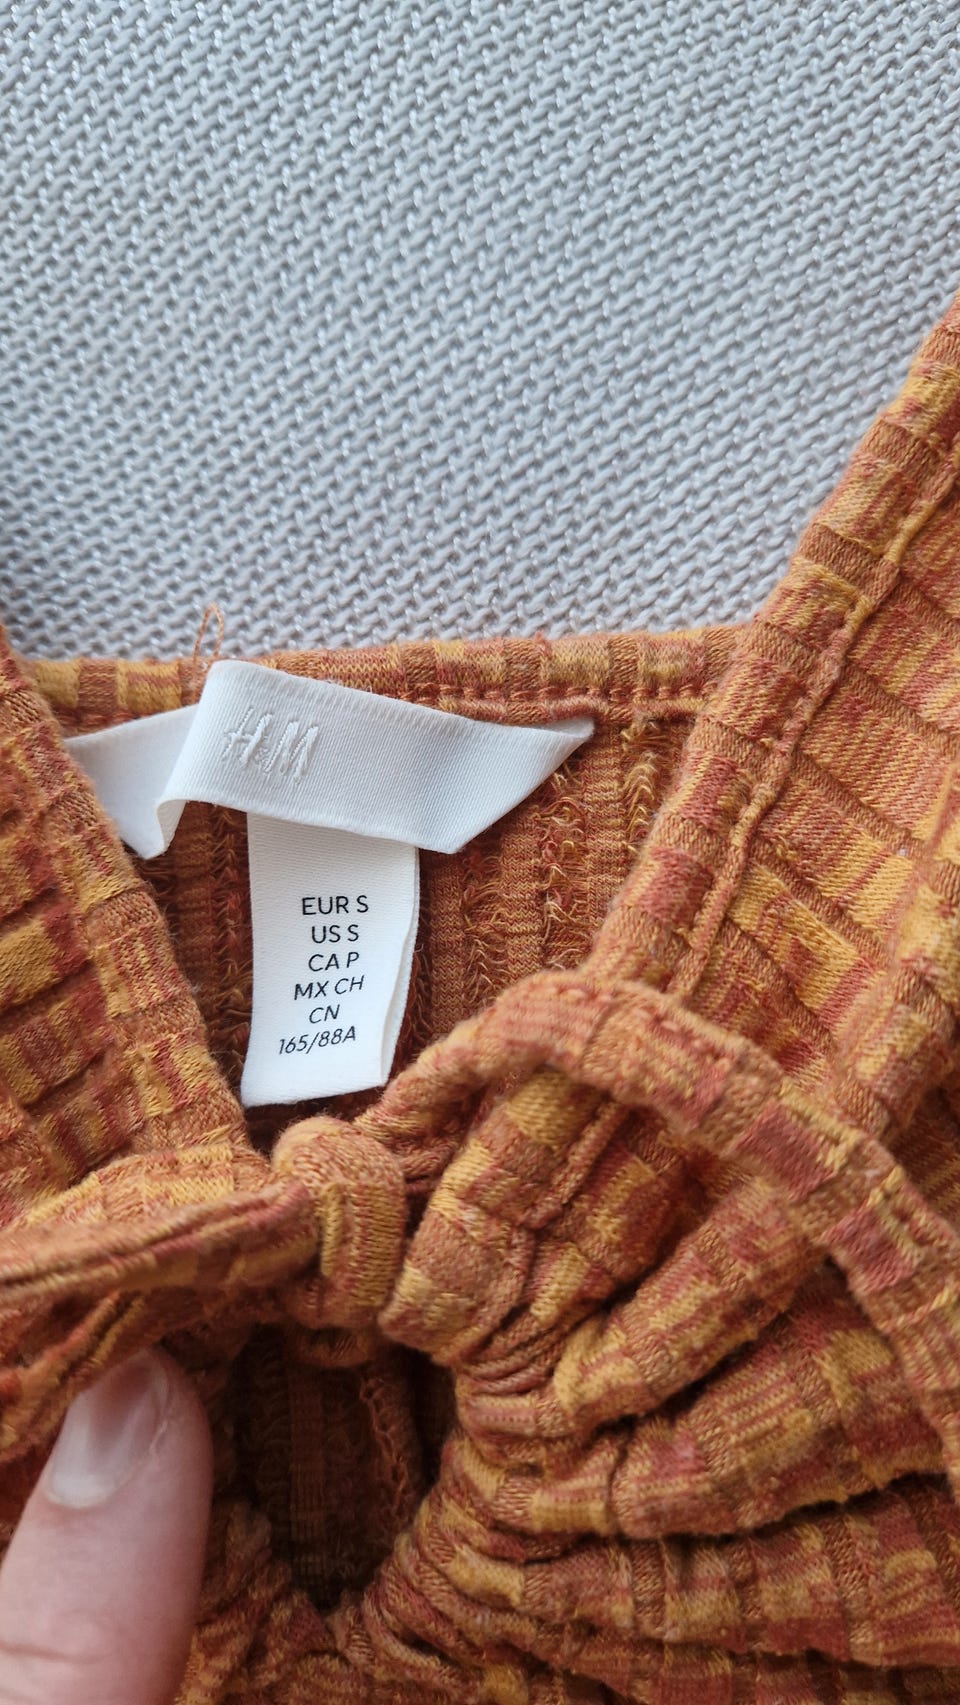 H&M
EUR S
US S
CA P
MX CH
CN
165/88A